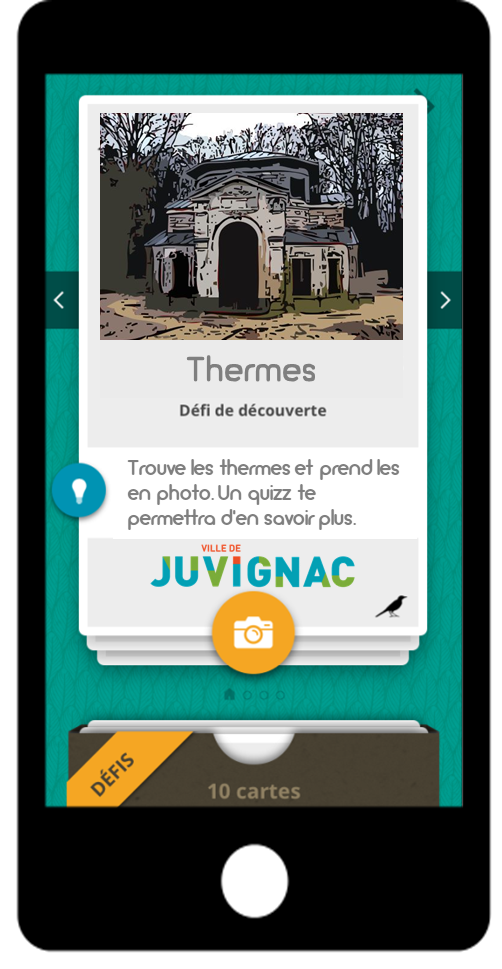 Thermes
Défi de découverte
Trouve les thermes et prend les
en photo. Un quizz te
permettra d'en savoir plus.
VILLE DE
JUVIGNAC
DÉFIS
10 cartes